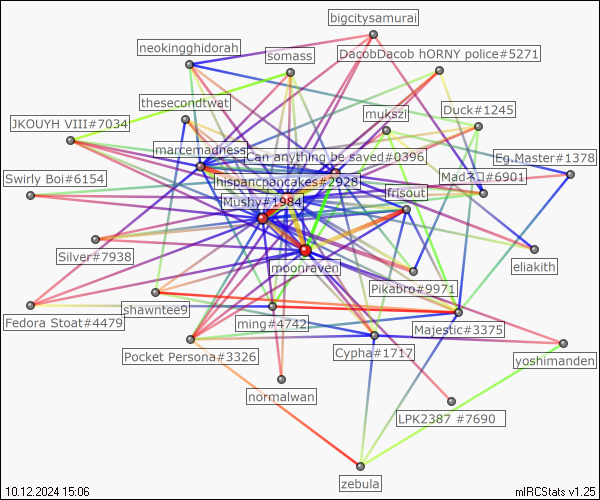 bigcitysamurai
neokingghidorah
somass
DacobDacob hORNY police#5271
thesecondtwat
mukszi
Duck#1245
JKOUYH VIII#7034
marcemadness
Can anything be saved#0396
Eg.Master#1378
Swirly Boi#6154
hispancpancakes#2928
frisout
Mushy#1984
Silver#7938
moonraven
eliakith
Pikabro#9971
Fedora Stoat#4479
shawntee9
ming#4742
Majestic#3375
Pocket Persona#3326
Cypha#1717
yoshimanden
normalwan
LPK2387 #7690
zebula
10.12.2024 15:06
mIRCStats v1.25